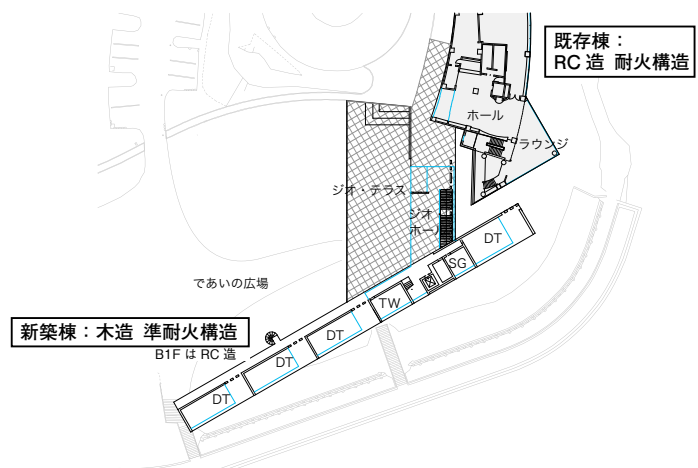 既存棟：
RC 造 耐火構造
ホール
ラウンジ
ジオ・テラス
ジオ
ホール
DT
SG
であいの広場
TW
新築棟：木造 準耐火構造
B1F は RC 造
DT
DT
DT